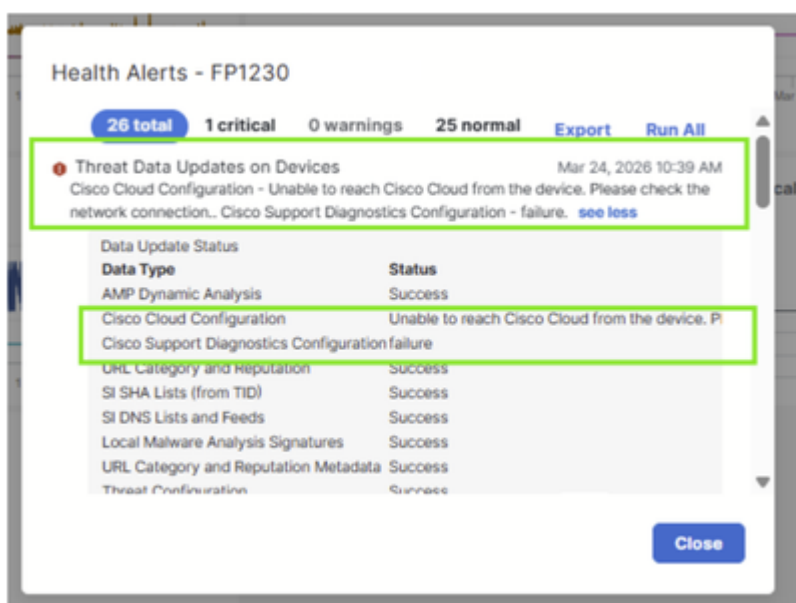 Health Alerts - FP1230
26 total 1 critical 0 warnings 25 normal Export Run All
Threat Data Updates on Devices Mar 24, 2026 10:39 AM
Cisco Cloud Configuration - Unable to reach Cisco Cloud from the device. Please check the
network connection.. Cisco Support Diagnostics Configuration - failure. see less
Data Update Status
Data Type Status
AMP Dynamic Analysis Success
Cisco Cloud Configuration Unable to reach Cisco Cloud from the device. Pl
Cisco Support Diagnostics Configuration failure
URL Category and Reputation Success
SI SHA Lists (from TID) Success
SI DNS Lists and Feeds Success
Local Malware Analysis Signatures Success
URL Category and Reputation Metadata Success
Threat Configuration Success
Close
Mar